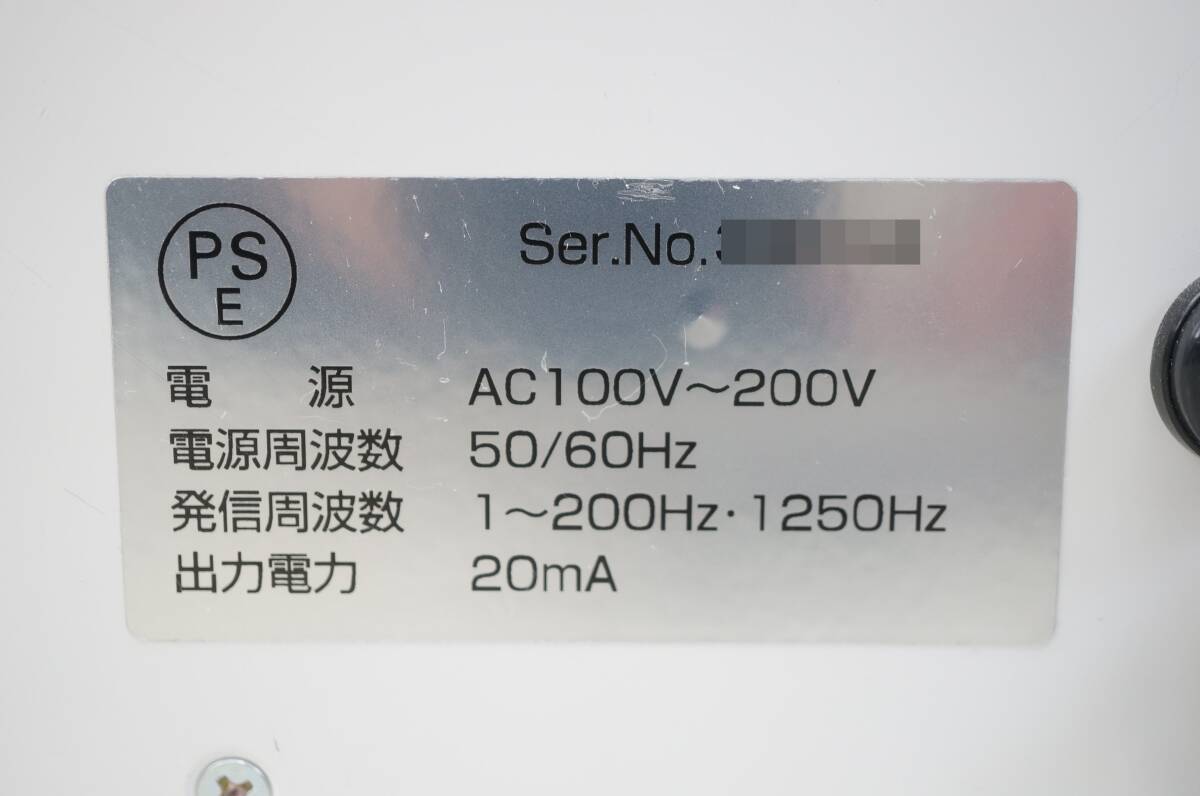 PS
E
Ser.No.
電源 AC100V～200V
電源周波数 50/60Hz
発信周波数 1～200Hz・1250Hz
出力電力 20mA